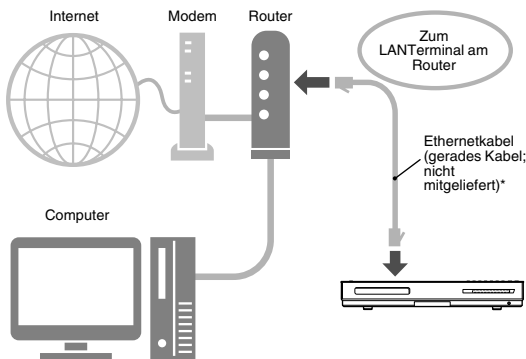 Internet
Modem
Router
Zum
LANTerminal am
Router
Ethernetkabel
(gerades Kabel;
nicht
mitgeliefert)*
Computer